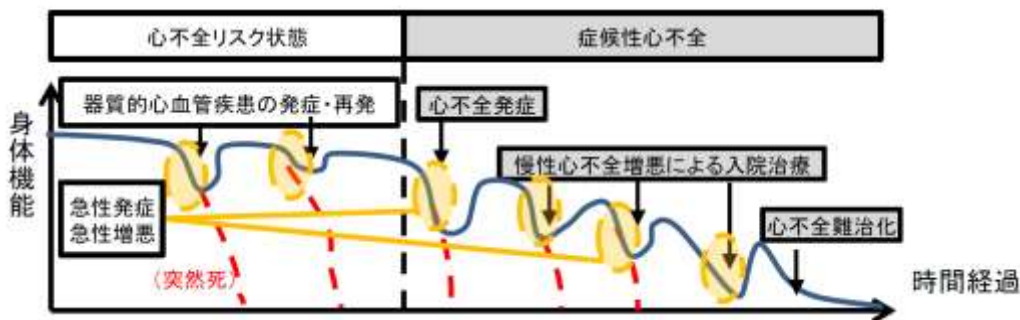 心不全リスク状態
症候性心不全
身体機能
器質的心血管疾患の発症・再発
心不全発症
慢性心不全増悪による入院治療
急性発症
急性増悪
心不全難治化
(突然死)
時間経過